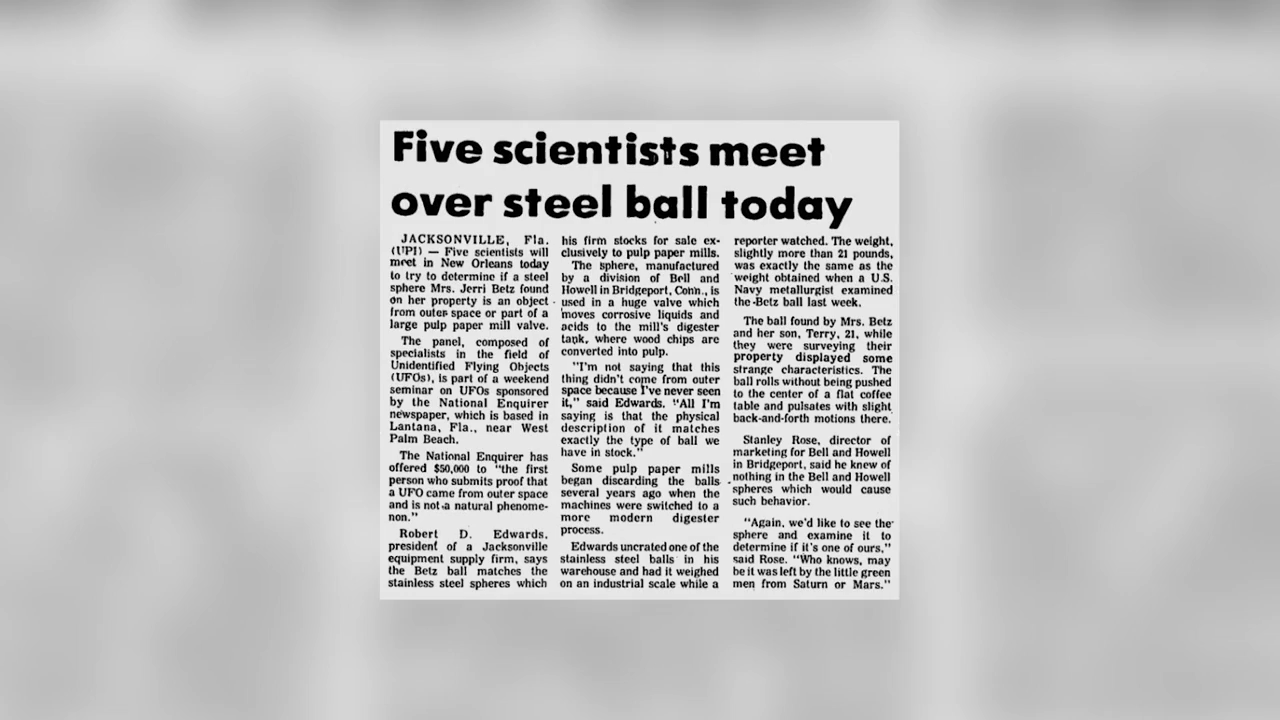 Five scientists meet
over steel ball today
JACKSONVILLE, Fla.
(UPI) — Five scientists will
meet in New Orleans today
to try to determine if a steel
sphere Mrs. Jerri Betz found
on her property is an object
from outer space or part of a
large pulp paper mill valve.
The panel, composed of
specialists in the field of
Unidentified Flying Objects
(UFOs), is part of a weekend
seminar on UFOs sponsored
by the National Enquirer
newspaper, which is based in
Lantana, Fla., near West
Palm Beach.
The National Enquirer has
offered $50,000 to "the first
person who submits proof that
a UFO came from outer space
and is not a natural phenome-
non."
Robert D. Edwards,
president of a Jacksonville
equipment supply firm, says
the Betz ball matches the
stainless steel spheres which
his firm stocks for sale ex-
clusively to pulp paper mills.
The sphere, manufactured
by a division of Bell and
Howell in Bridgeport, Conn., is
used in a huge valve which
moves corrosive liquids and
acids to the mill's digester
tank, where wood chips are
converted into pulp.
"I'm not saying that this
thing didn't come from outer
space because I've never seen
it," said Edwards. "All I'm
saying is that the physical
description of it matches
exactly the type of ball we
have in stock."
Some pulp paper mills
began discarding the balls
several years ago when the
machines were switched to a
more modern digester
process.
Edwards uncrated one of the
stainless steel balls in his
warehouse and had it weighed
on an industrial scale while a
reporter watched. The weight,
slightly more than 21 pounds,
was exactly the same as the
weight obtained when a U.S.
Navy metallurgist examined
the Betz ball last week.
The ball found by Mrs. Betz
and her son, Terry, 21, while
they were surveying their
property displayed some
strange characteristics. The
ball rolls without being pushed
to the center of a flat coffee
table and pulsates with slight
back-and-forth motions there.
Stanley Rose, director of
marketing for Bell and Howell
in Bridgeport, said he knew of
nothing in the Bell and Howell
spheres which would cause
such behavior.
"Again, we'd like to see the
sphere and examine it to
determine if it's one of ours,"
said Rose. "Who knows, may
be it was left by the little green
men from Saturn or Mars."